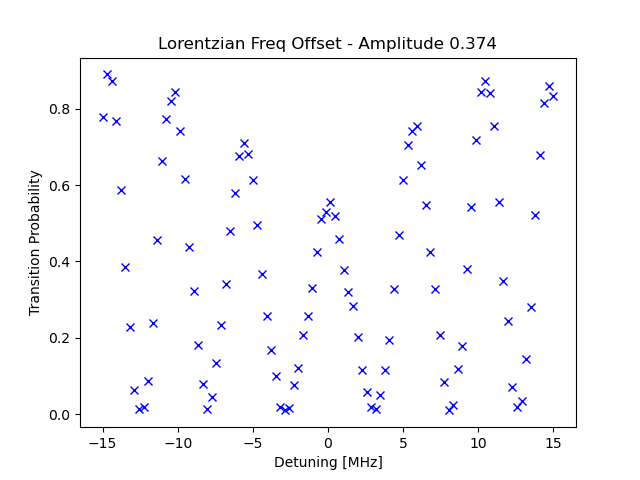 Lorentzian Freq Offset - Amplitude 0.374
Transition Probability
0.8
0.6
0.4
0.2
0.0
−15 −10 −5 0 5 10 15
Detuning [MHz]